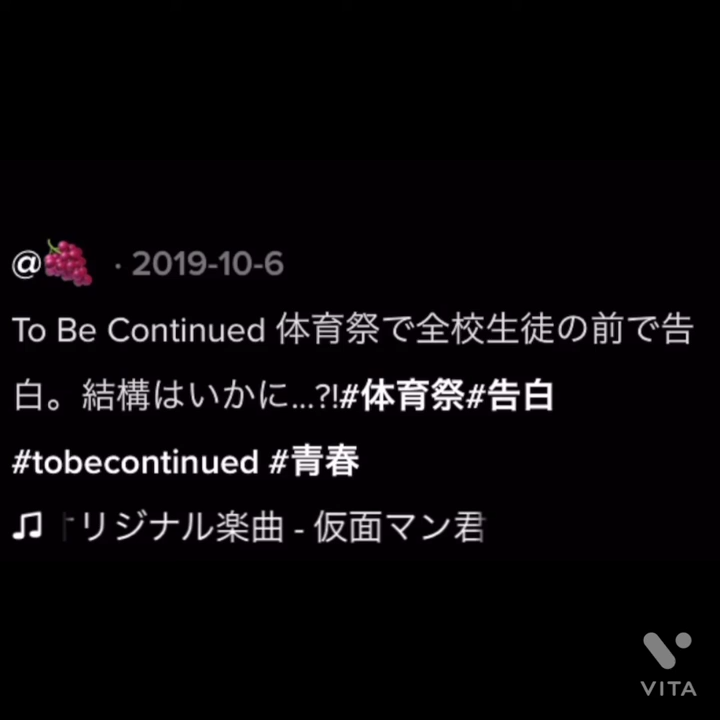 @🍇 · 2019-10-6
To Be Continued 体育祭で全校生徒の前で告
白。結構はいかに...?!#体育祭#告白
#tobecontinued #青春
♫ オリジナル楽曲 - 仮面マン君
VITA